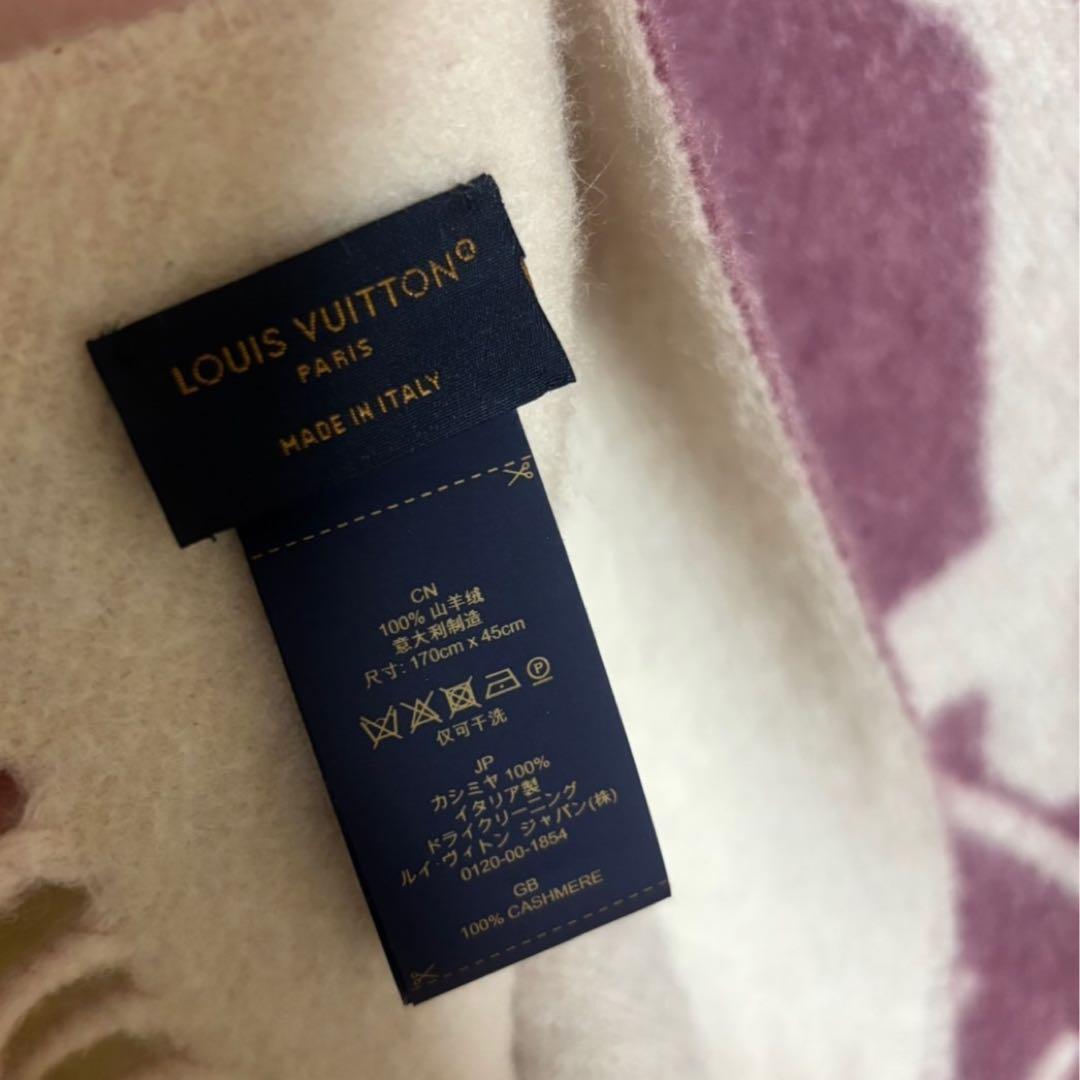 LOUIS VUITTON®
PARIS
MADE IN ITALY
CN
100% 山羊绒
意大利制造
尺寸: 170cm x 45cm
P
仅可干洗
JP
カシミヤ 100%
イタリア製
ドライクリーニング
ルイ・ヴィトン ジャパン(株)
0120-00-1854
GB
100% CASHMERE